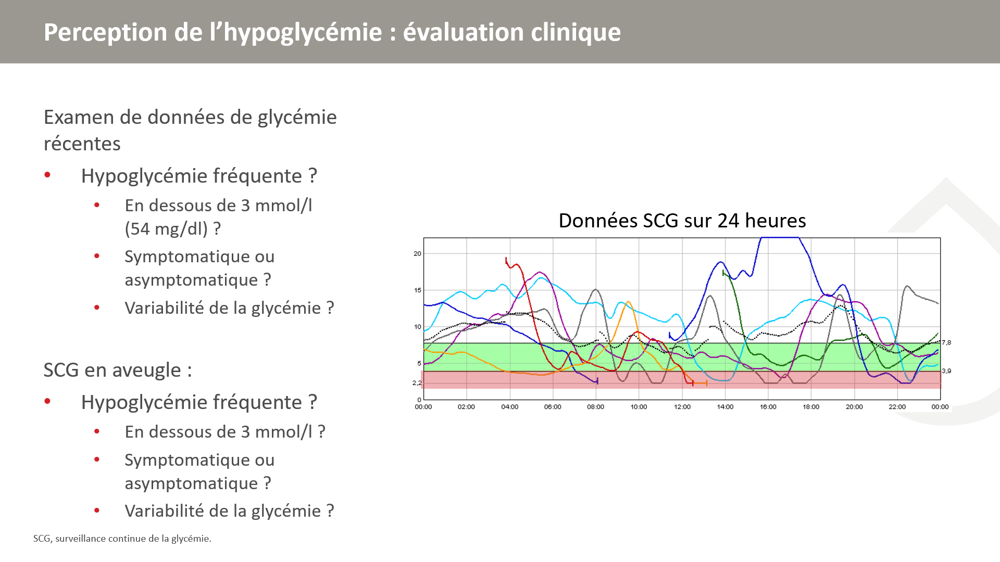 Perception de l’hypoglycémie : évaluation clinique
Examen de données de glycémie
récentes
• Hypoglycémie fréquente ?
• En dessous de 3 mmol/l
(54 mg/dl) ?
• Symptomatique ou
asymptomatique ?
• Variabilité de la glycémie ?
SCG en aveugle :
• Hypoglycémie fréquente ?
• En dessous de 3 mmol/l ?
• Symptomatique ou
asymptomatique ?
• Variabilité de la glycémie ?
SCG, surveillance continue de la glycémie.
Données SCG sur 24 heures
20
15
10
7,8
5
3,9
2,2
0
00:00 02:00 04:00 06:00 08:00 10:00 12:00 14:00 16:00 18:00 20:00 22:00 00:00